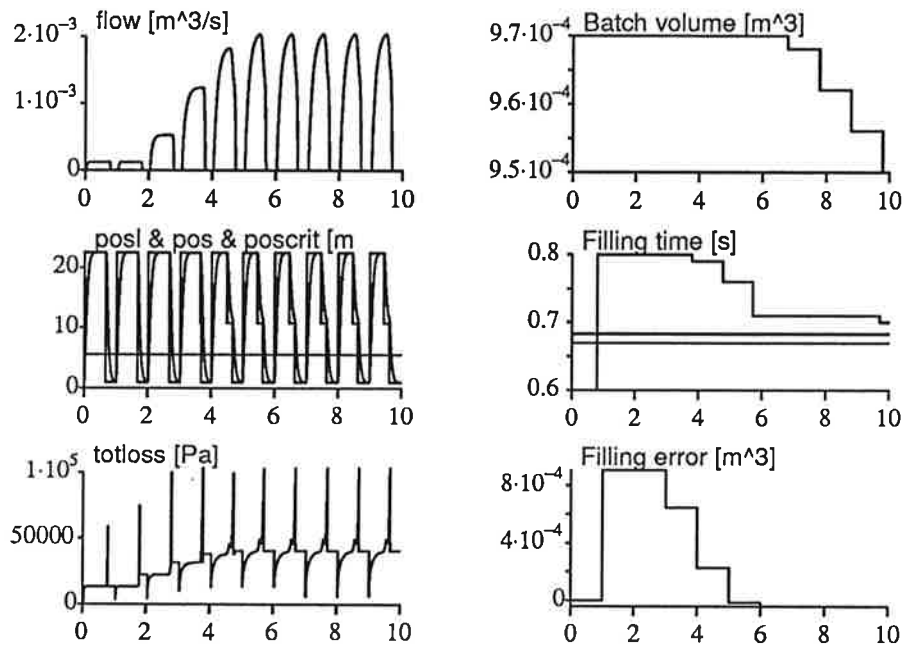 flow [m^3/s]
2·10⁻³
1·10⁻³
0
0 2 4 6 8 10
Batch volume [m^3]
9.7·10⁻⁴
9.6·10⁻⁴
9.5·10⁻⁴
0 2 4 6 8 10
posl & pos & poscrit [m
20
10
0
0 2 4 6 8 10
Filling time [s]
0.8
0.7
0.6
0 2 4 6 8 10
totloss [Pa]
1·10⁵
50000
0
0 2 4 6 8 10
Filling error [m^3]
8·10⁻⁴
4·10⁻⁴
0
0 2 4 6 8 10